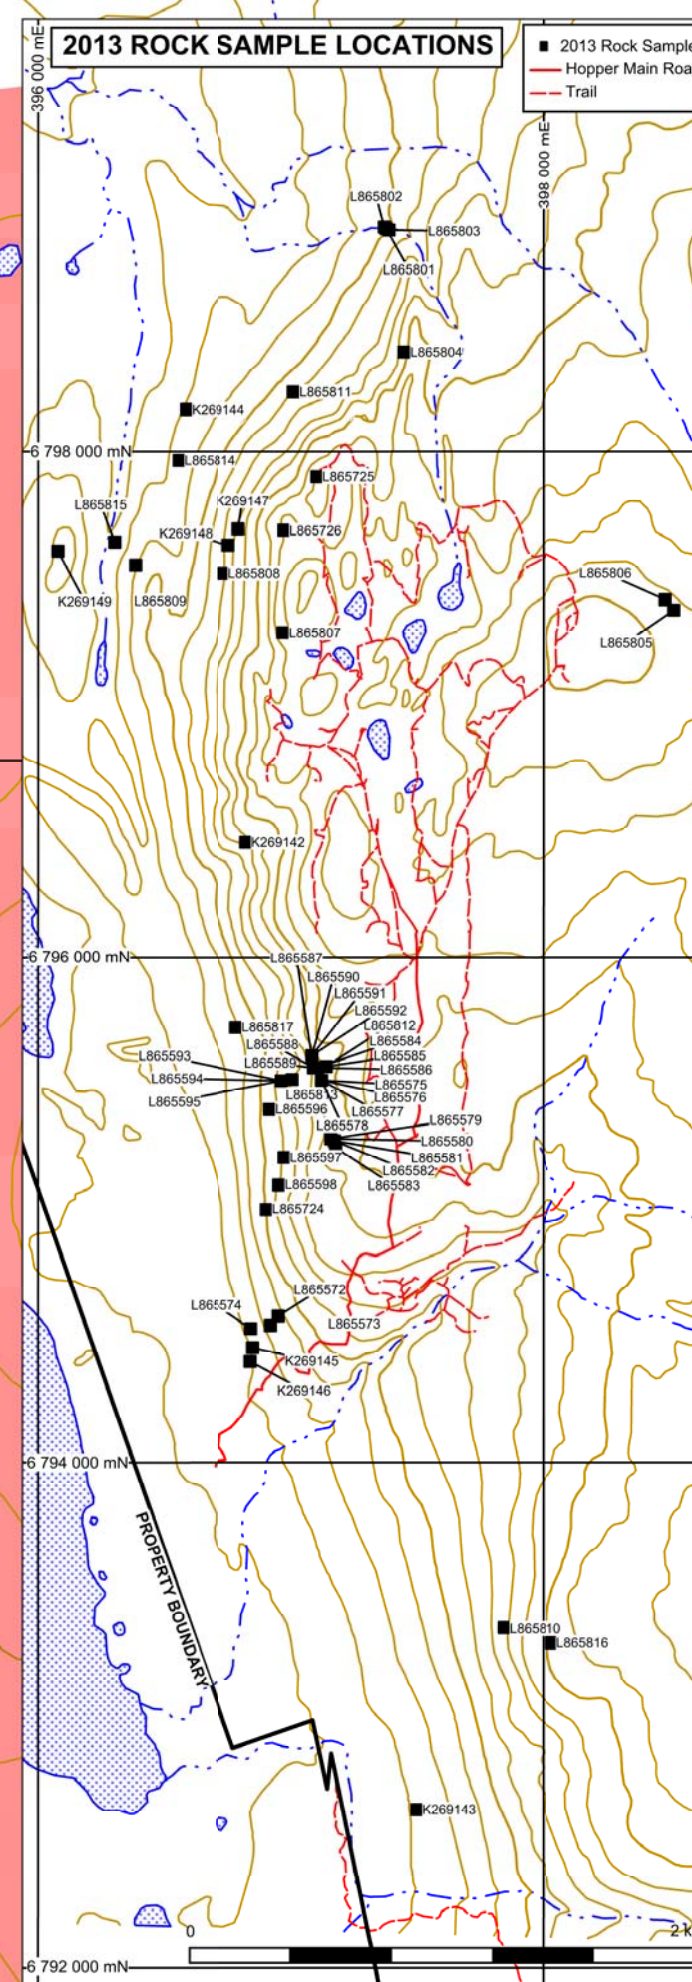 396 000 mE
2013 ROCK SAMPLE LOCATIONS
2013 Rock Sample
Hopper Main Roa
Trail
398 000 mE
L865802
L865803
L865801
L865804
L865811
K269144
6 798 000 mN
L865814
L865725
L865815
K269147
K269148
L865726
L865808
L865806
K269149
L865809
L865807
L865805
K269142
6 796 000 mN
L865587
L865590
L865591
L865592
L865817
L865812
L865588
L865584
L865593
L865589
L865585
L865586
L865594
L865575
L865595
L865813
L865576
L865596
L865577
L865578
L865579
L865580
L865597
L865581
L865582
L865598
L865583
L865724
L865572
L865574
L865573
K269145
K269146
6 794 000 mN
PROPERTY BOUNDARY
L865810
L865816
K269143
0
2 k
6 792 000 mN